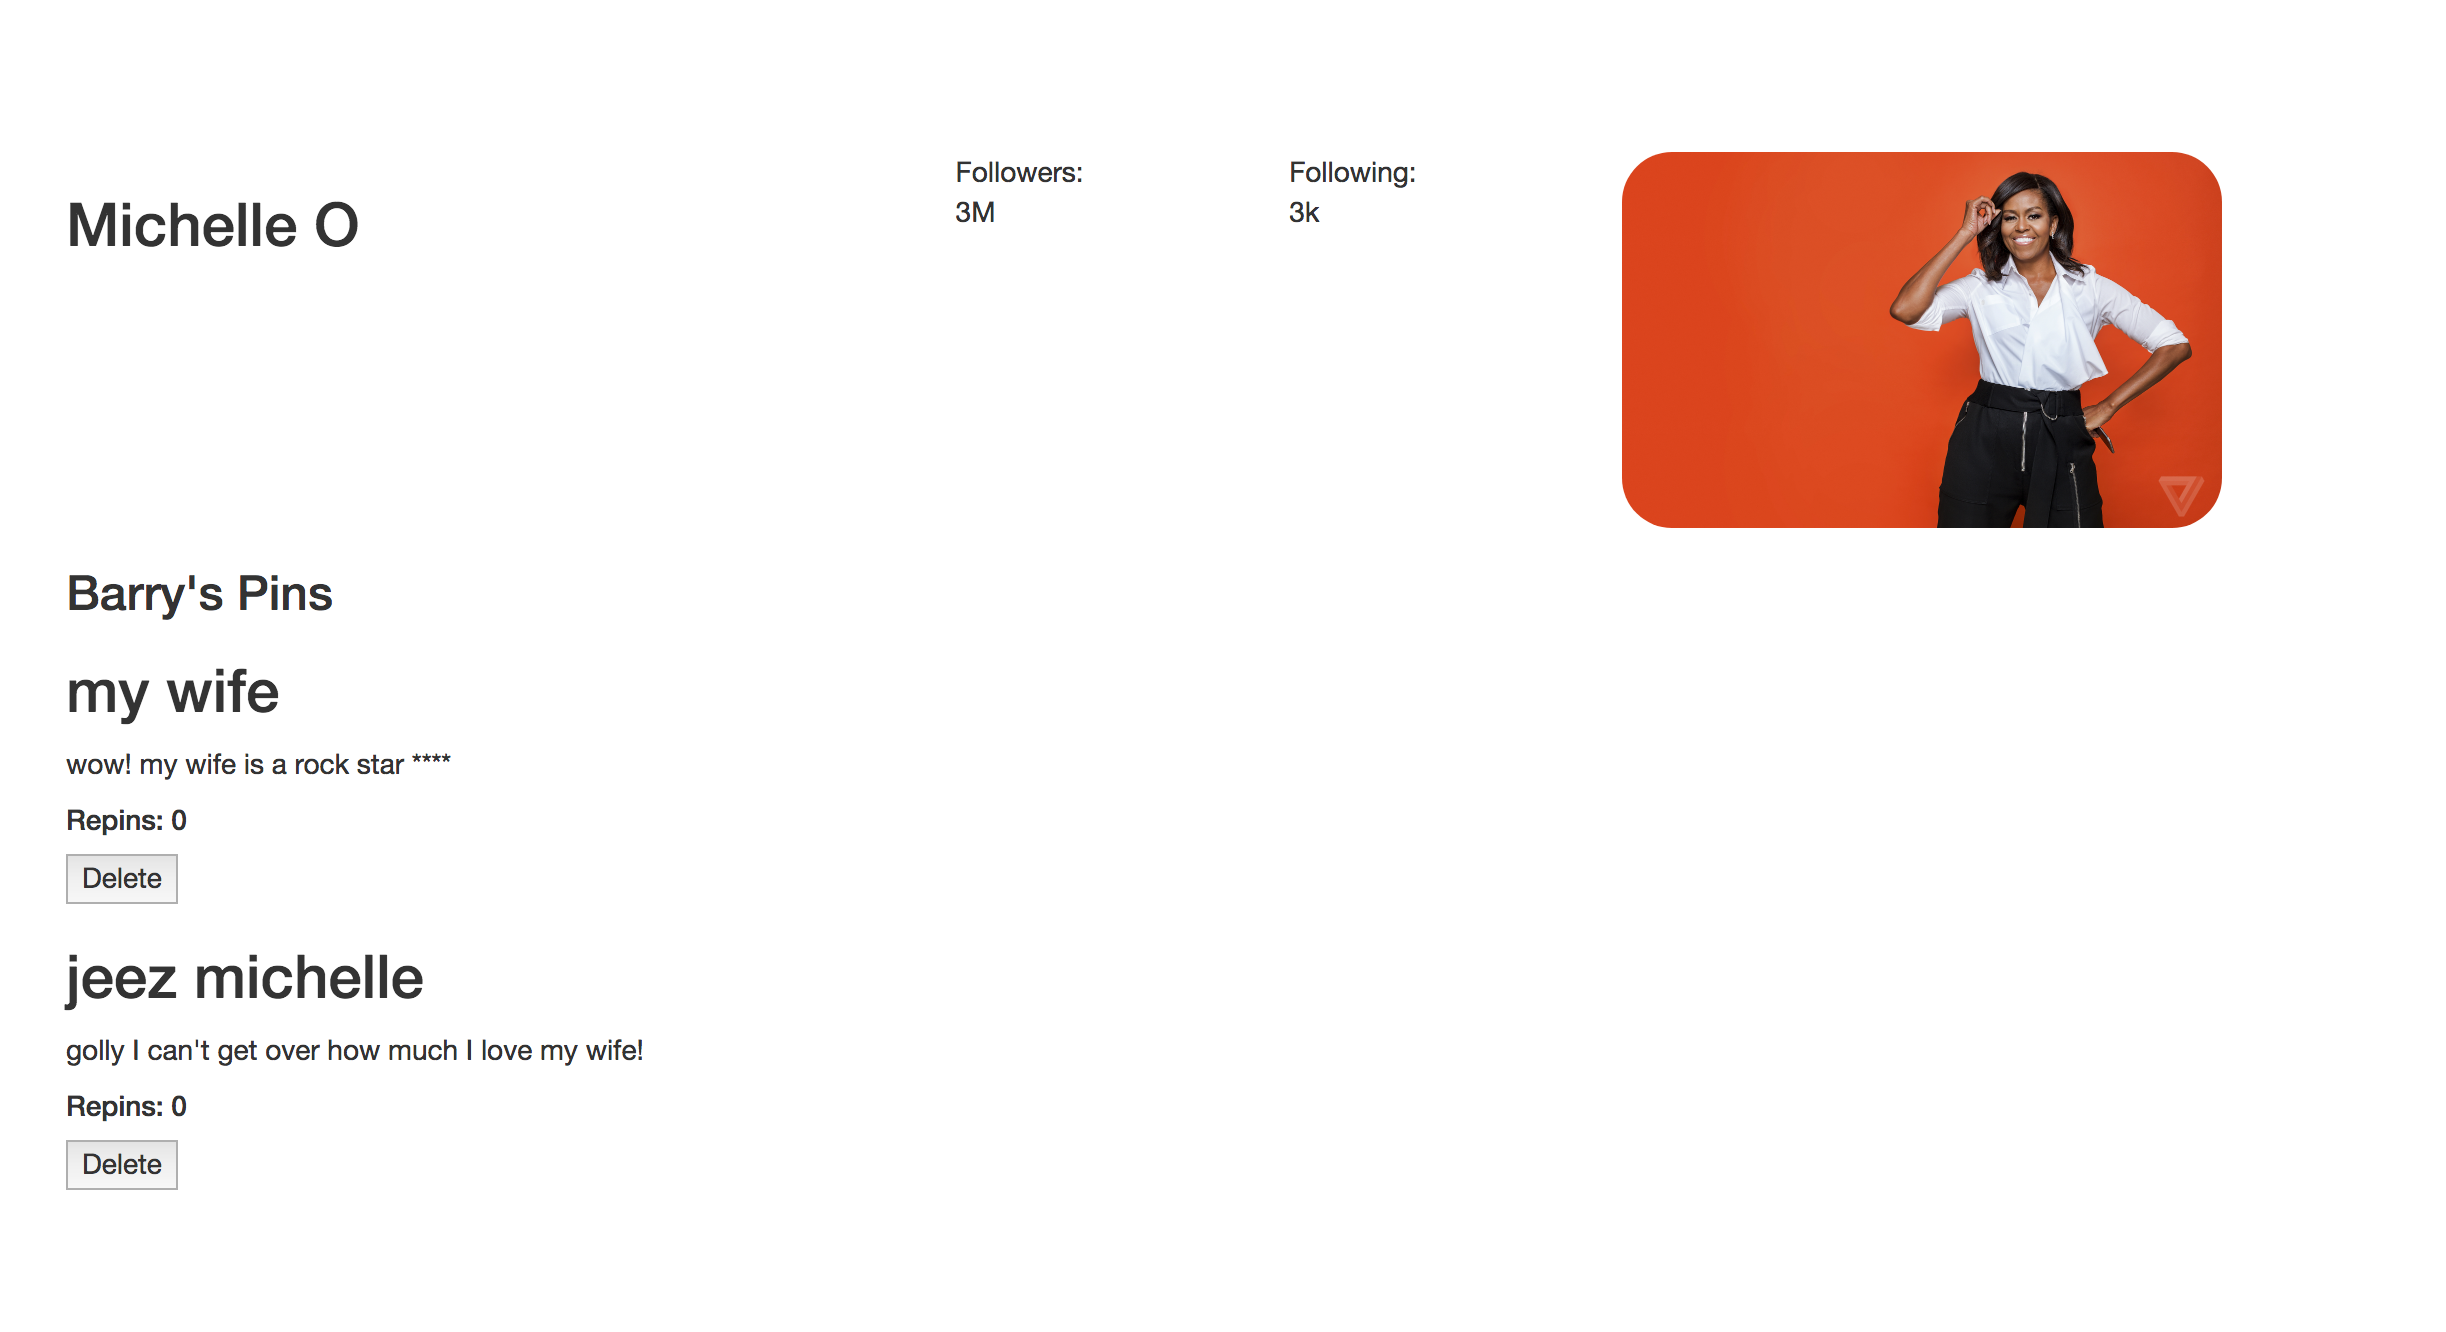 Michelle O
Followers:
3M
Following:
3k
Barry's Pins
my wife
wow! my wife is a rock star ****
Repins: 0
Delete
jeez michelle
golly I can't get over how much I love my wife!
Repins: 0
Delete